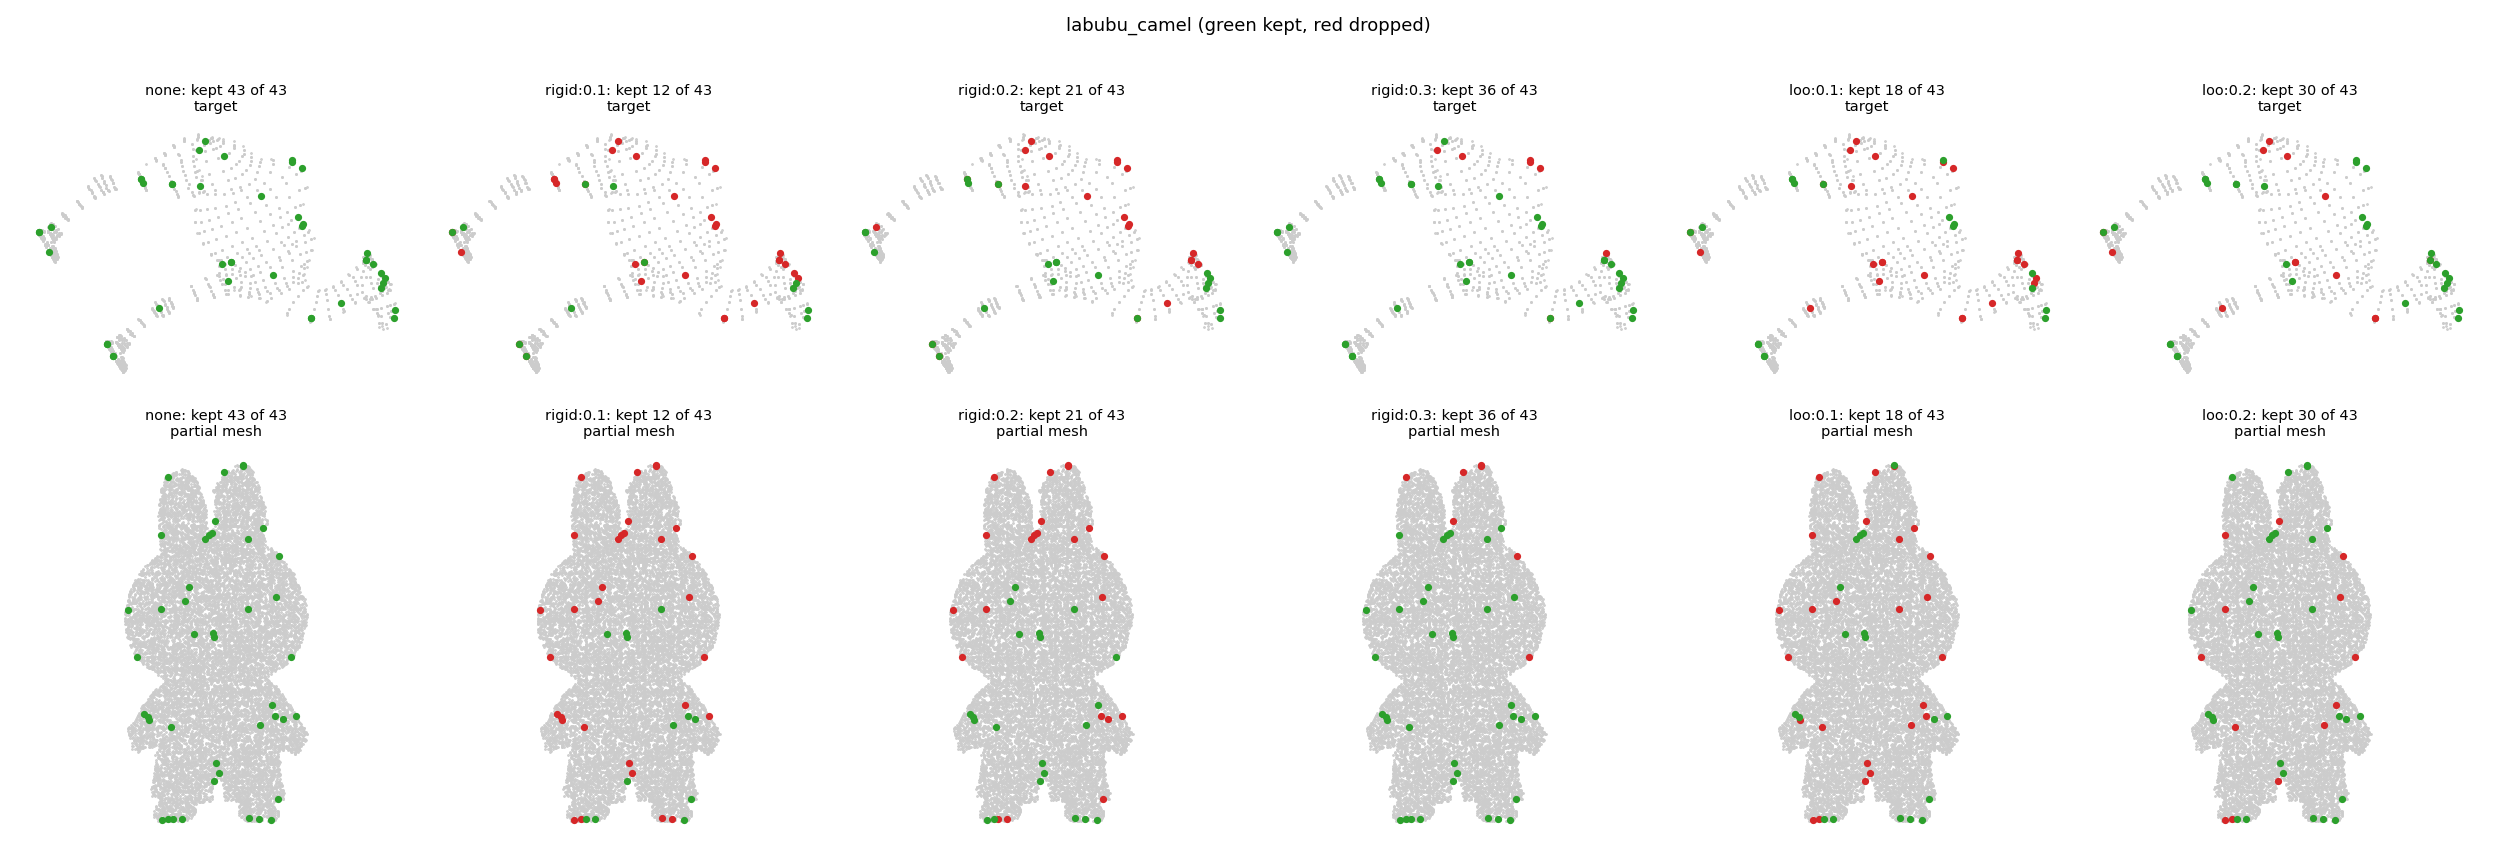 labubu_camel (green kept, red dropped)
none: kept 43 of 43
target
rigid:0.1: kept 12 of 43
target
rigid:0.2: kept 21 of 43
target
rigid:0.3: kept 36 of 43
target
loo:0.1: kept 18 of 43
target
loo:0.2: kept 30 of 43
target
none: kept 43 of 43
partial mesh
rigid:0.1: kept 12 of 43
partial mesh
rigid:0.2: kept 21 of 43
partial mesh
rigid:0.3: kept 36 of 43
partial mesh
loo:0.1: kept 18 of 43
partial mesh
loo:0.2: kept 30 of 43
partial mesh